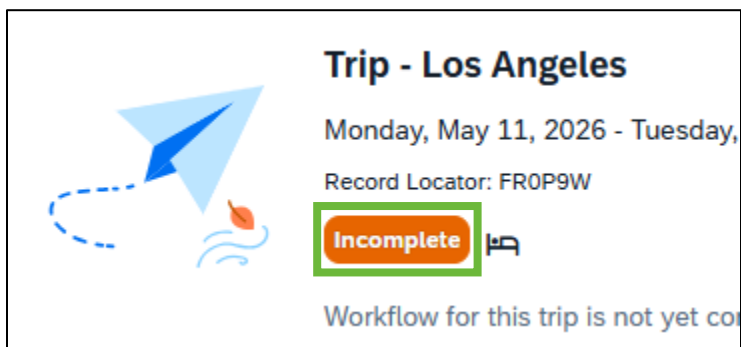 Trip - Los Angeles
Monday, May 11, 2026 - Tuesday,
Record Locator: FR0P9W
Incomplete
Workflow for this trip is not yet